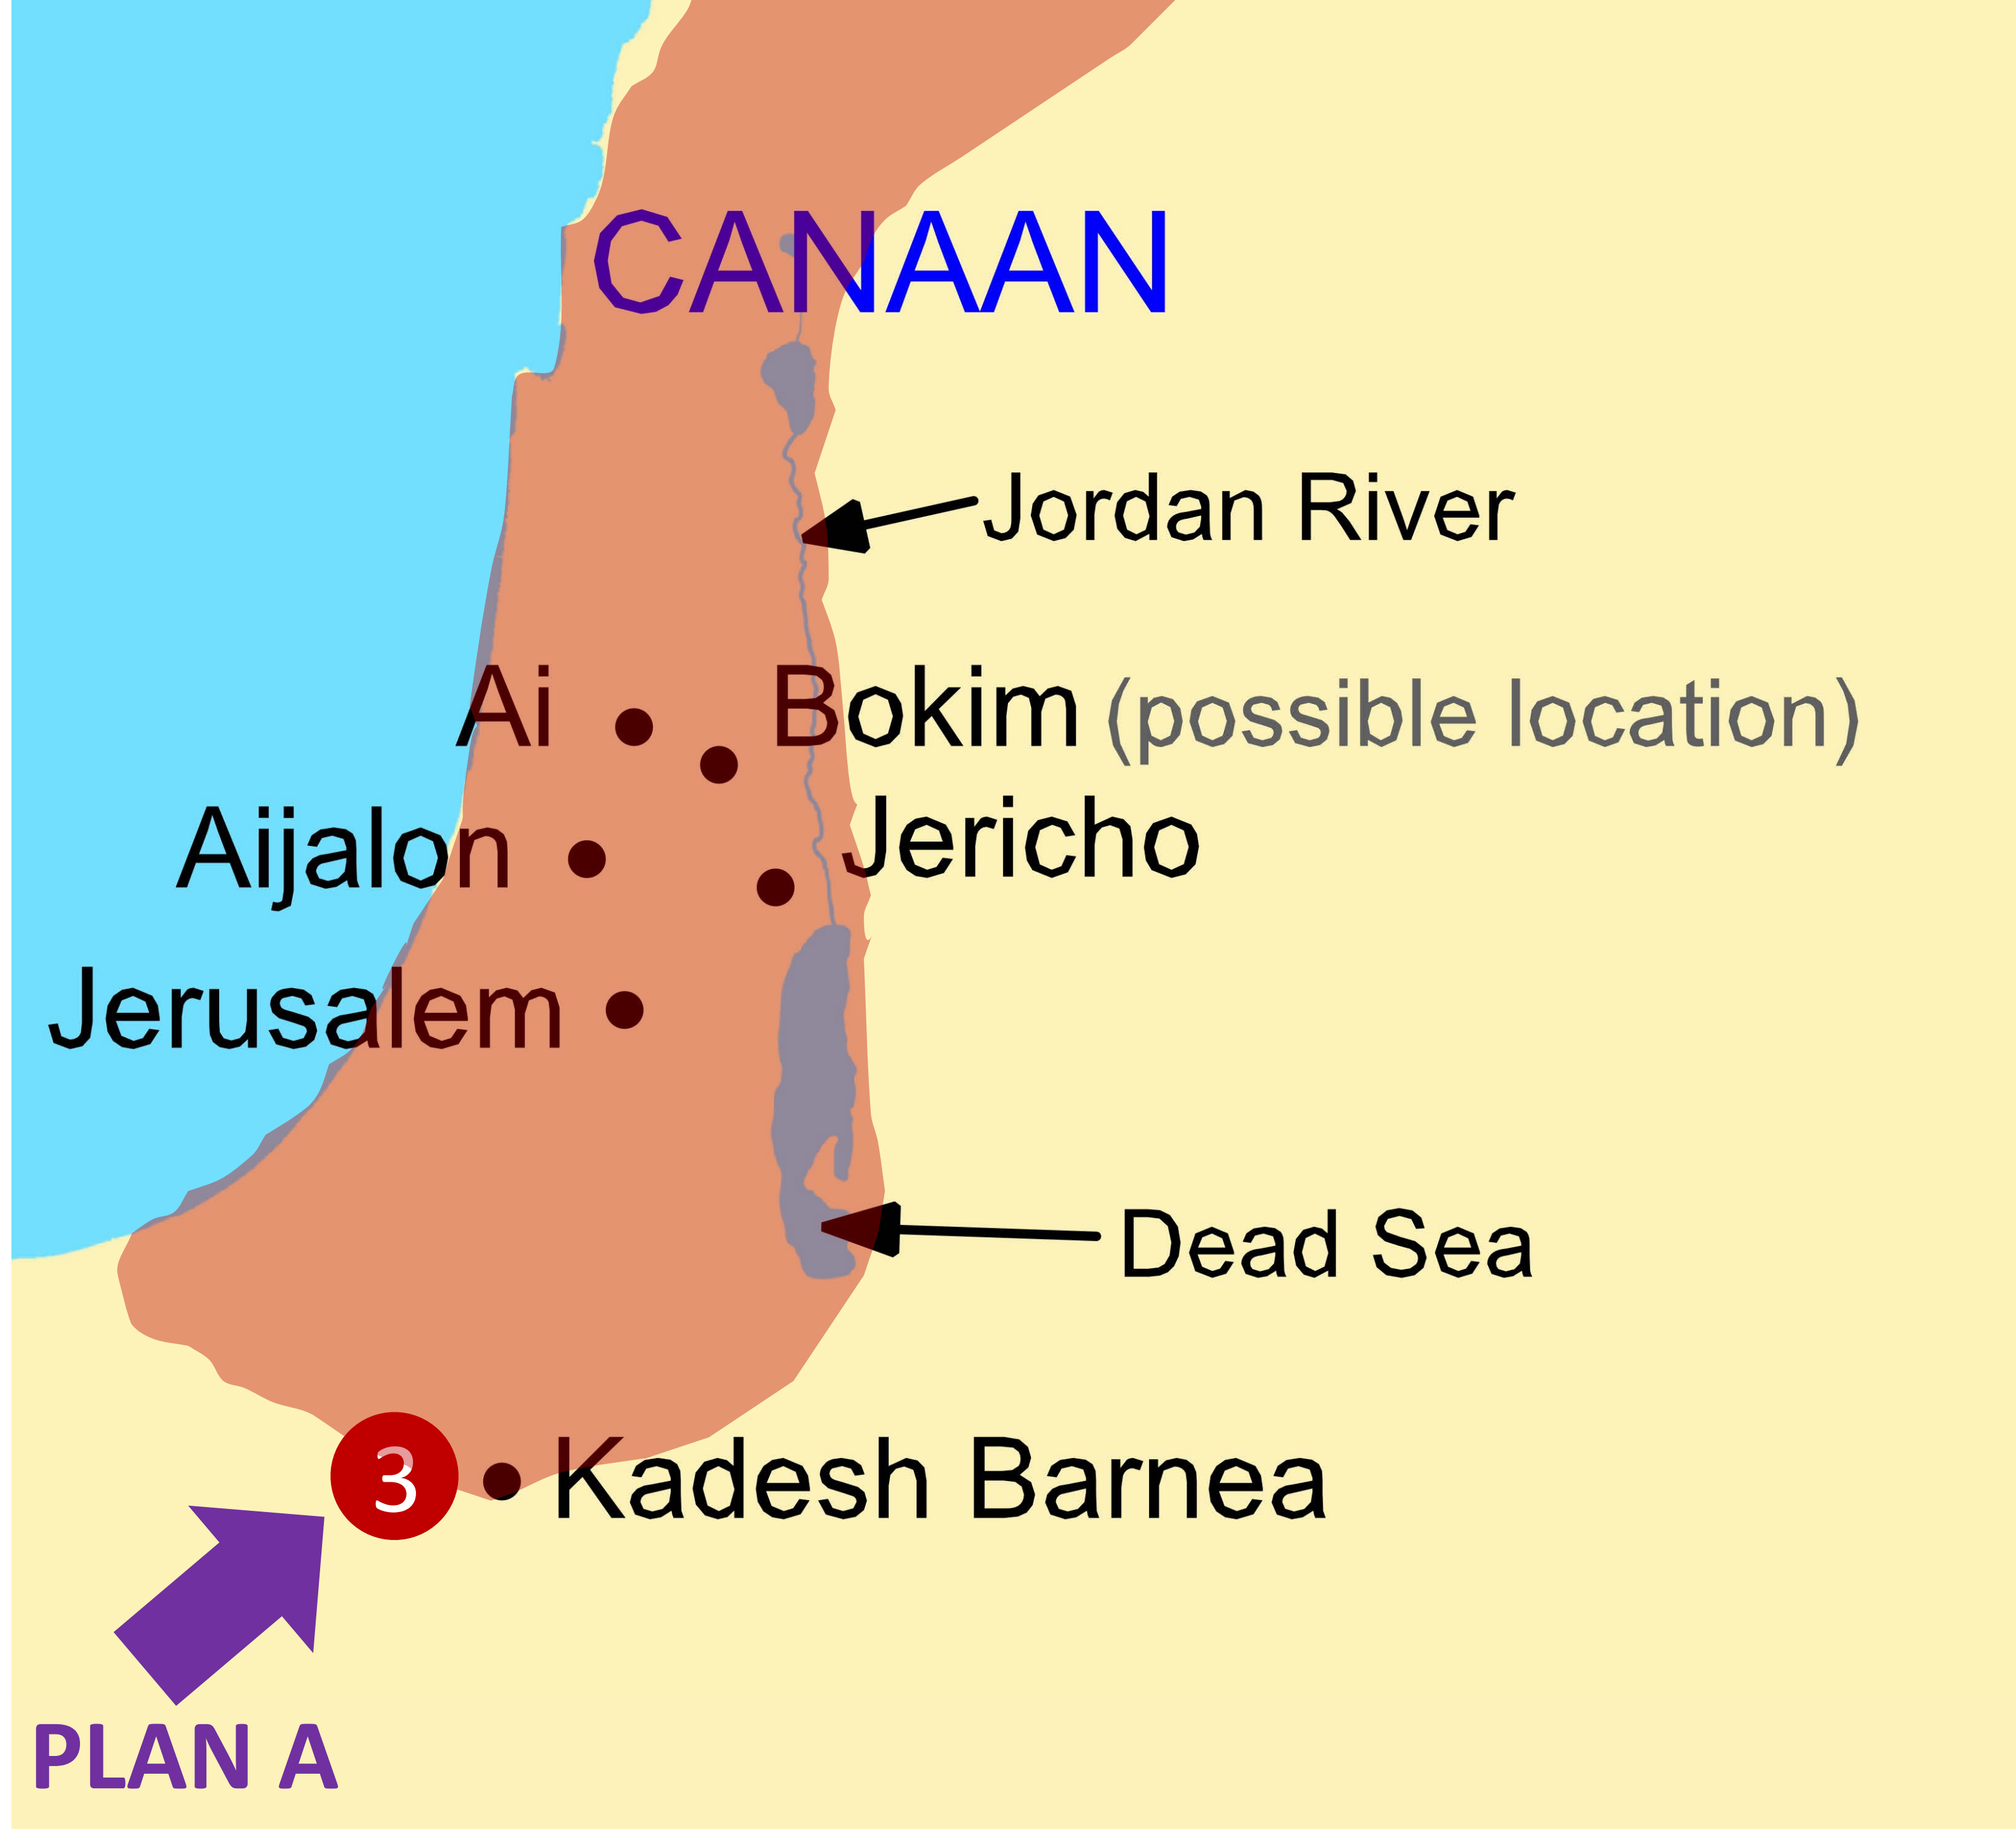 CANAAN
Jordan River
Ai
Bokim (possible location)
Aijalon
Jericho
Jerusalem
Dead Sea
3
Kadesh Barnea
PLAN A